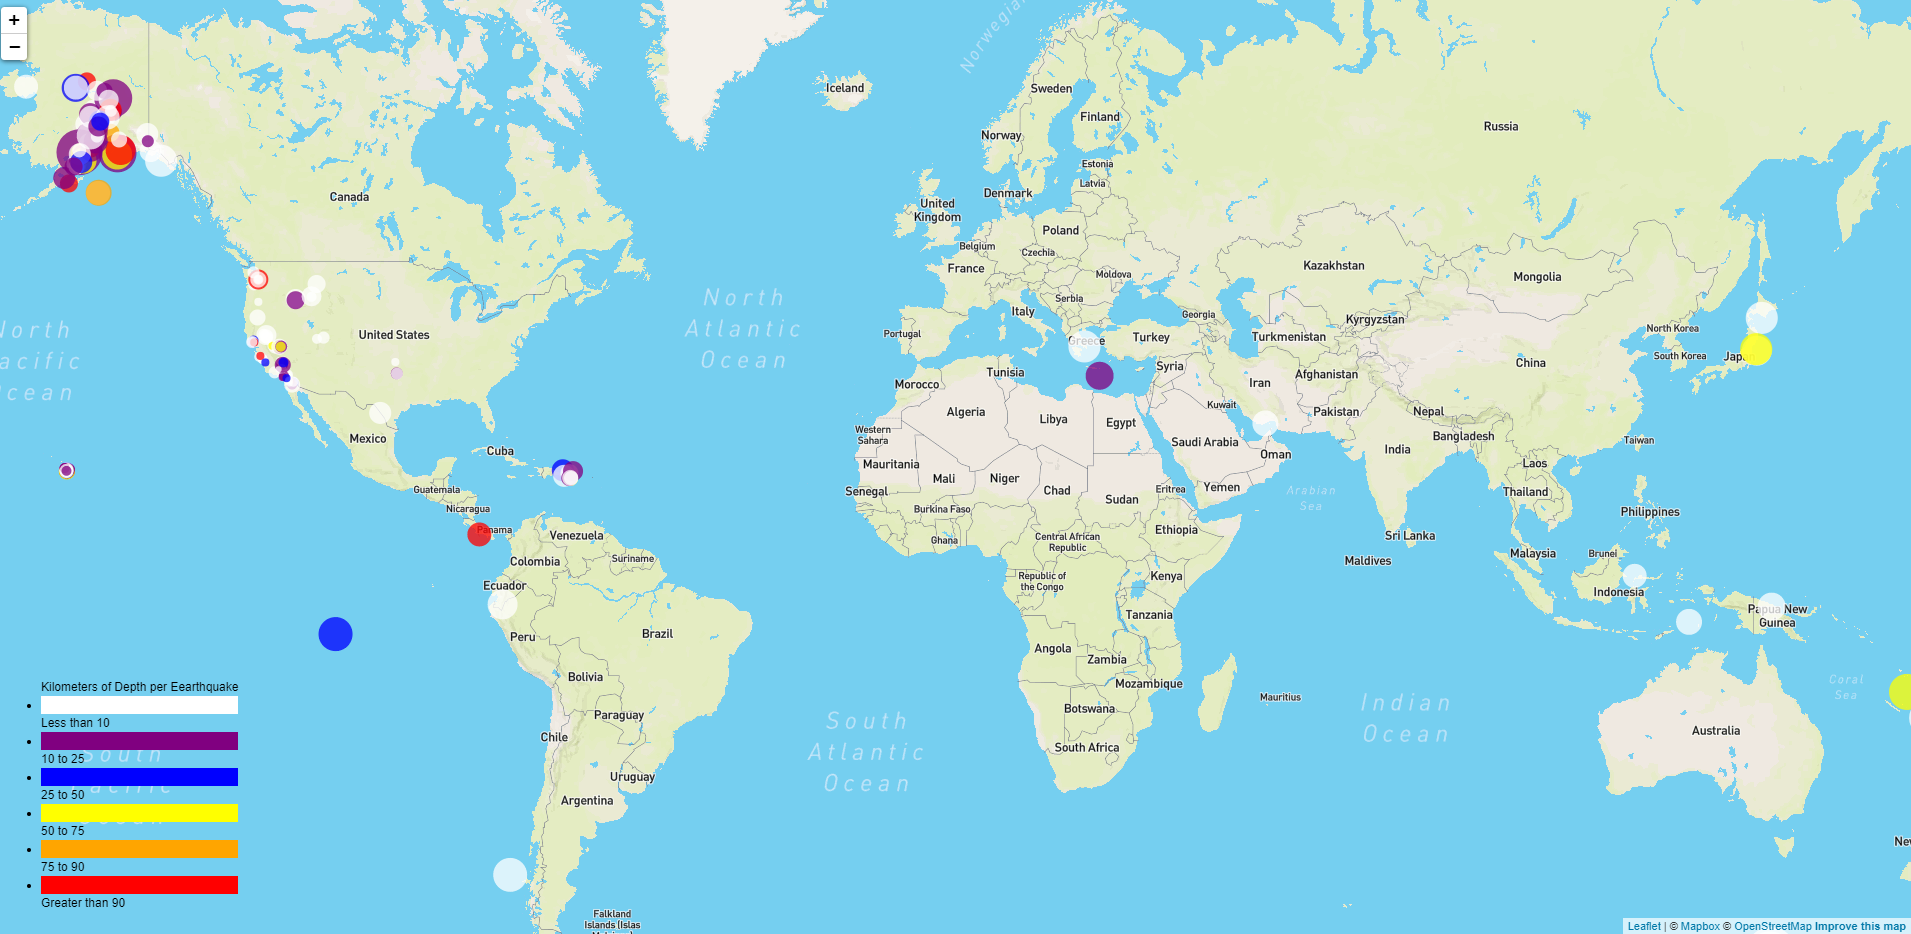 +
−
Norwegian
Iceland
Sweden
Finland
Norway
Russia
Estonia
Latvia
Denmark
Canada
United
Kingdom
Poland
Belgium
Czechia
France
Moldova
Kazakhstan
Mongolia
Serbia
Italy
Georgia
Kyrgyzstan
North
Atlantic
Ocean
North
acific
cean
United States
Portugal
Greece
Turkey
Turkmenistan
North Korea
South Korea
Japa
China
Syria
Tunisia
Morocco
Afghanistan
Iran
Kuwait
Pakistan
Nepal
Algeria
Libya
Egypt
Western
Sahara
Saudi Arabia
Oman
India
Bangladesh
Taiwan
Mexico
Cuba
Mauritania
Mali
Niger
Chad
Sudan
Eritrea
Yemen
Laos
Thailand
Arabian
Sea
Guatemala
Nicaragua
Senegal
Burkina Faso
Ghana
Ethiopia
Central African
Republic
Philippines
Sri Lanka
Panama
Venezuela
Colombia
Suriname
Maldives
Malaysia
Brunei
Republic of
the Congo
Kenya
Ecuador
Indonesia
Papua New
Guinea
Tanzania
Peru
Brazil
Angola
Zambia
Mozambique
Bolivia
Mauritius
Indian
Ocean
Coral
Sea
Botswana
Paraguay
South
Atlantic
Ocean
Chile
South Africa
Australia
Uruguay
Argentina
New
Falkland
Islands (Islas
Kilometers of Depth per Eearthquake
Less than 10
10 to 25
South
acific
25 to 50
50 to 75
75 to 90
Greater than 90
Leaflet | © Mapbox © OpenStreetMap Improve this map